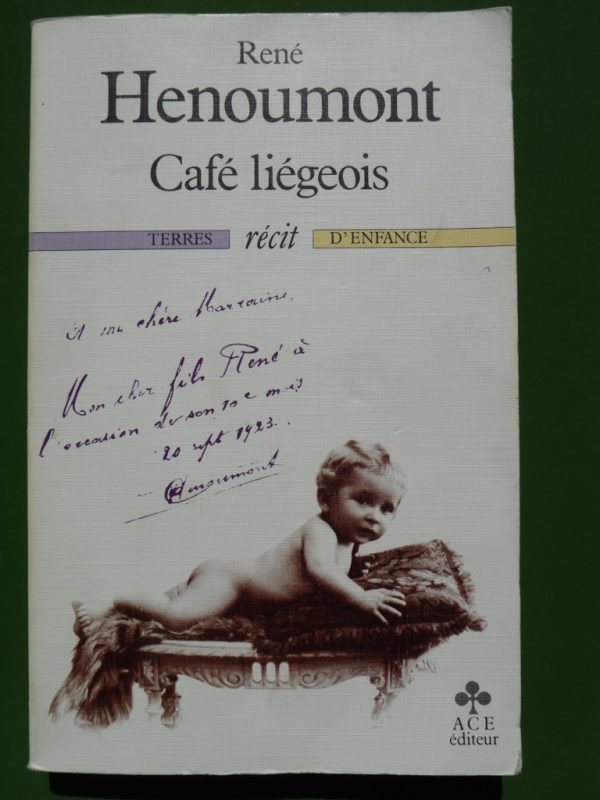 René
Henoumont
Café liégeois
TERRES récit D'ENFANCE
A ma chère Marraine.
Mon cher fils René à
l'occasion de son 10e mois
20 sept 1923.
Henoumont
ACE
éditeur